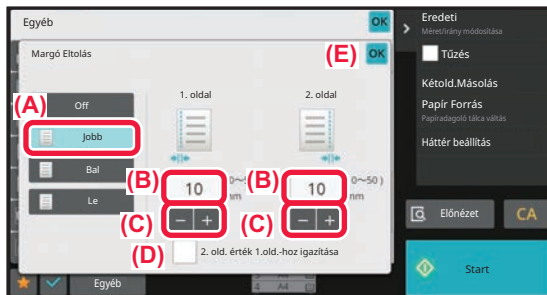 Egyéb
OK
Margó Eltolás
(E)
OK
(A)
Off
Jobb
Bal
Le
1. oldal
2. oldal
(B)
10
(B)
10
0~50 )
(C)
- +
(C)
- +
(D)
2. old. érték 1.old.-hoz igazítása
Egyéb
A4
Eredeti
Méret/irány módosítása
Tűzés
Kétold.Másolás
Papír Forrás
Papíradagoló tálca váltás
Háttér beállítás
Előnézet
CA
Start